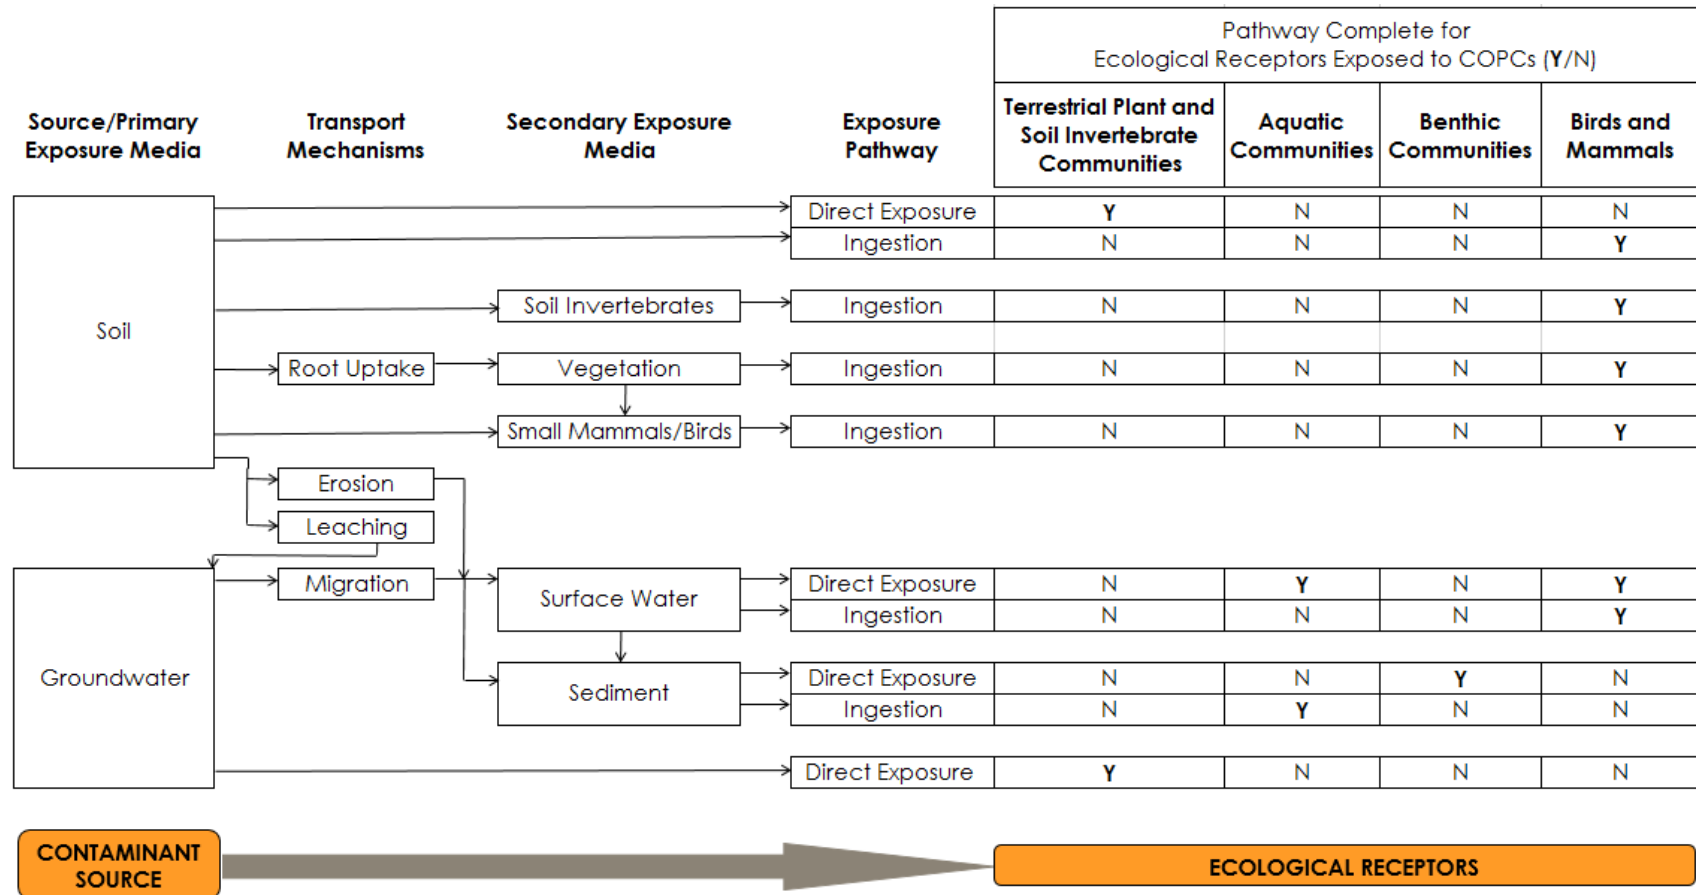 Pathway Complete for
Ecological Receptors Exposed to COPCs (Y/N)
Source/Primary
Exposure Media
Transport
Mechanisms
Secondary Exposure
Media
Exposure
Pathway
Terrestrial Plant and
Soil Invertebrate
Communities
Aquatic
Communities
Benthic
Communities
Birds and
Mammals
Soil
Direct Exposure Y N N N
Ingestion N N N Y
Soil Invertebrates Ingestion N N N Y
Root Uptake Vegetation Ingestion N N N Y
Small Mammals/Birds Ingestion N N N Y
Erosion
Leaching
Groundwater
Migration
Surface Water
Direct Exposure N Y N Y
Ingestion N N N Y
Sediment
Direct Exposure N N Y N
Ingestion N Y N N
Direct Exposure Y N N N
CONTAMINANT
SOURCE
ECOLOGICAL RECEPTORS